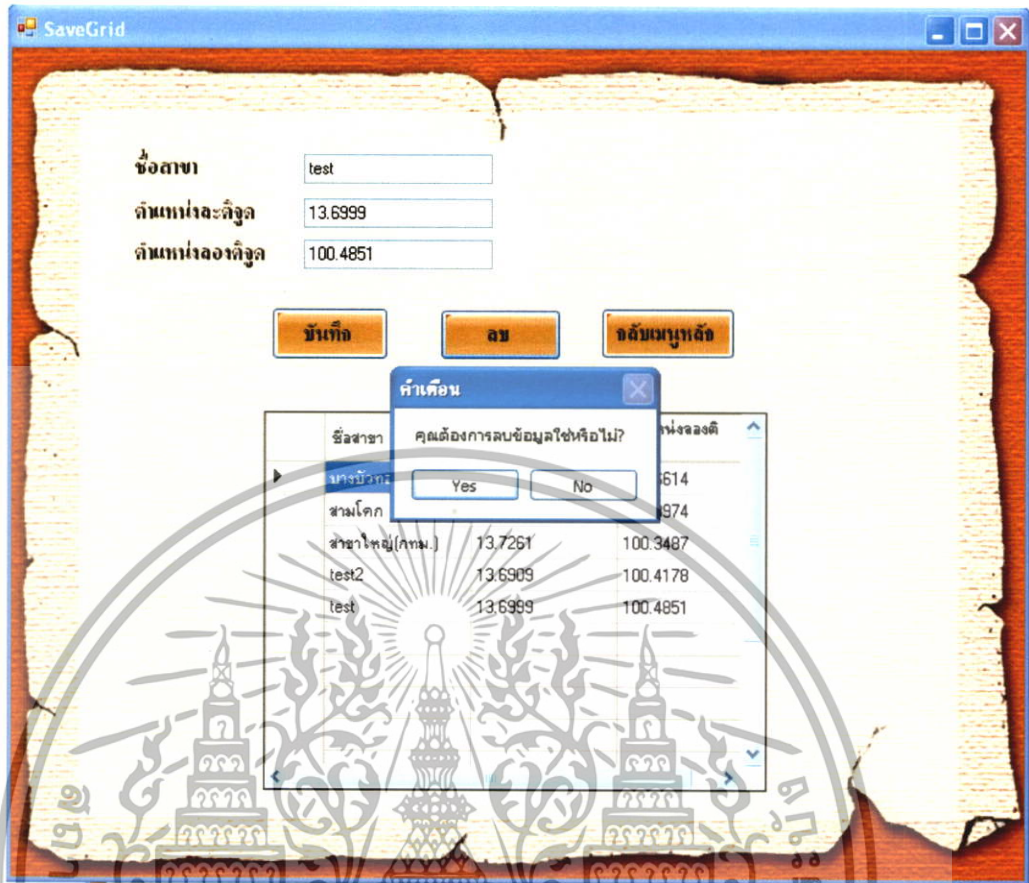 SaveGrid
ชื่อสาขา test
ตำแหน่งละติจูด 13.6999
ตำแหน่งลองติจูด 100.4851
บันทึก ลบ กลับเมนูหลัก
คำเตือน
คุณต้องการลบข้อมูลใช่หรือไม่?
Yes No
ชื่อสาขา
สามโคก
สาขาใหญ่(กทม.) 13.7261 100.3487
test2 13.6909 100.4178
test 13.6999 100.4851